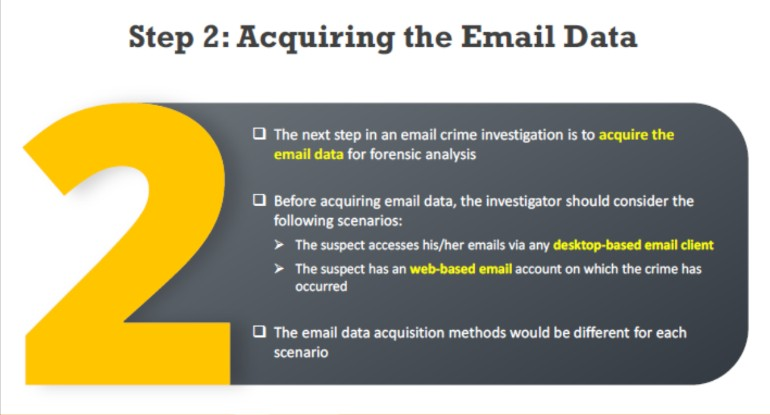 Step 2: Acquiring the Email Data
2
❑ The next step in an email crime investigation is to acquire the
email data for forensic analysis
❑ Before acquiring email data, the investigator should consider the
following scenarios:
➢ The suspect accesses his/her emails via any desktop-based email client
➢ The suspect has an web-based email account on which the crime has
occurred
❑ The email data acquisition methods would be different for each
scenario